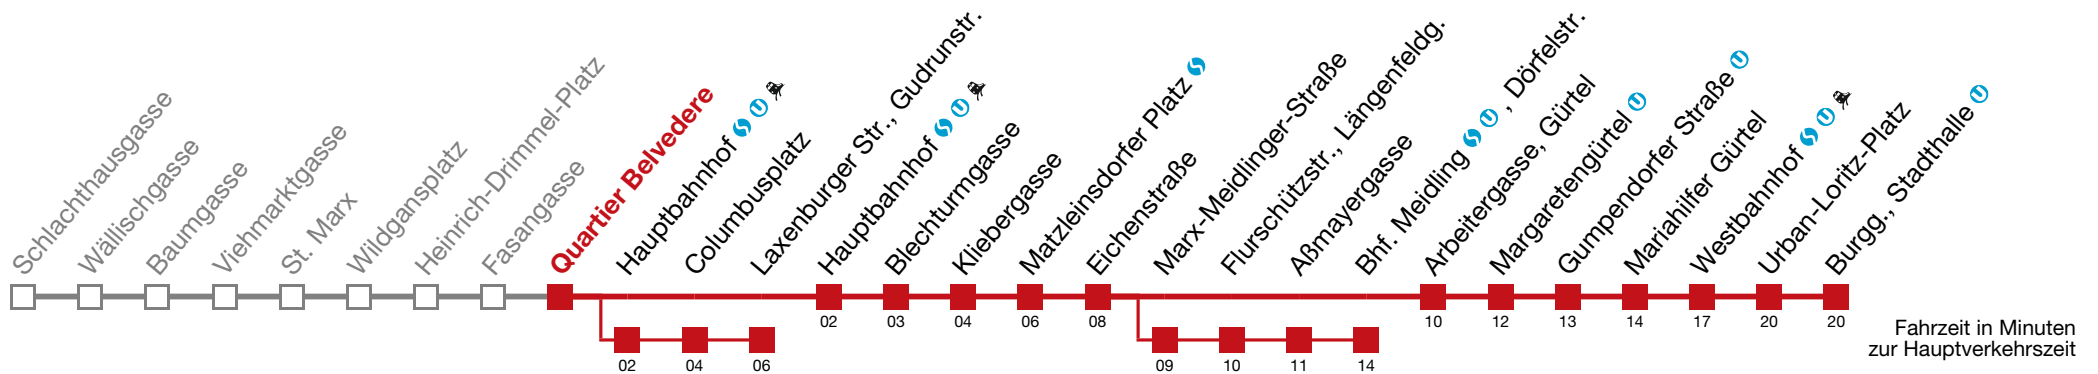 Schlachthausgasse
Wällischgasse
Baumgasse
Viehmarktgasse
St. Marx
Wildgansplatz
Heinrich-Drimmel-Platz
Fasangasse
Quartier Belvedere
Hauptbahnhof S U
Columbusplatz
Laxenburger Str., Gudrunstr.
Hauptbahnhof S U
Blechturmgasse
Kliebergasse
Matzleinsdorfer Platz S
Eichenstraße
Marx-Meidlinger-Straße
Flurschützstr., Längenfeldg.
Aßmayergasse
Bhf. Meidling S U , Dörfelstr.
Arbeitergasse, Gürtel
Margaretengürtel U
Gumpendorfer Straße U
Mariahilfer Gürtel
Westbahnhof S U
Urban-Loritz-Platz
Burgg., Stadthalle U
02 03 04 06 08 10 12 13 14 17 20 20
02 04 06 09 10 11 14
Fahrzeit in Minuten
zur Hauptverkehrszeit